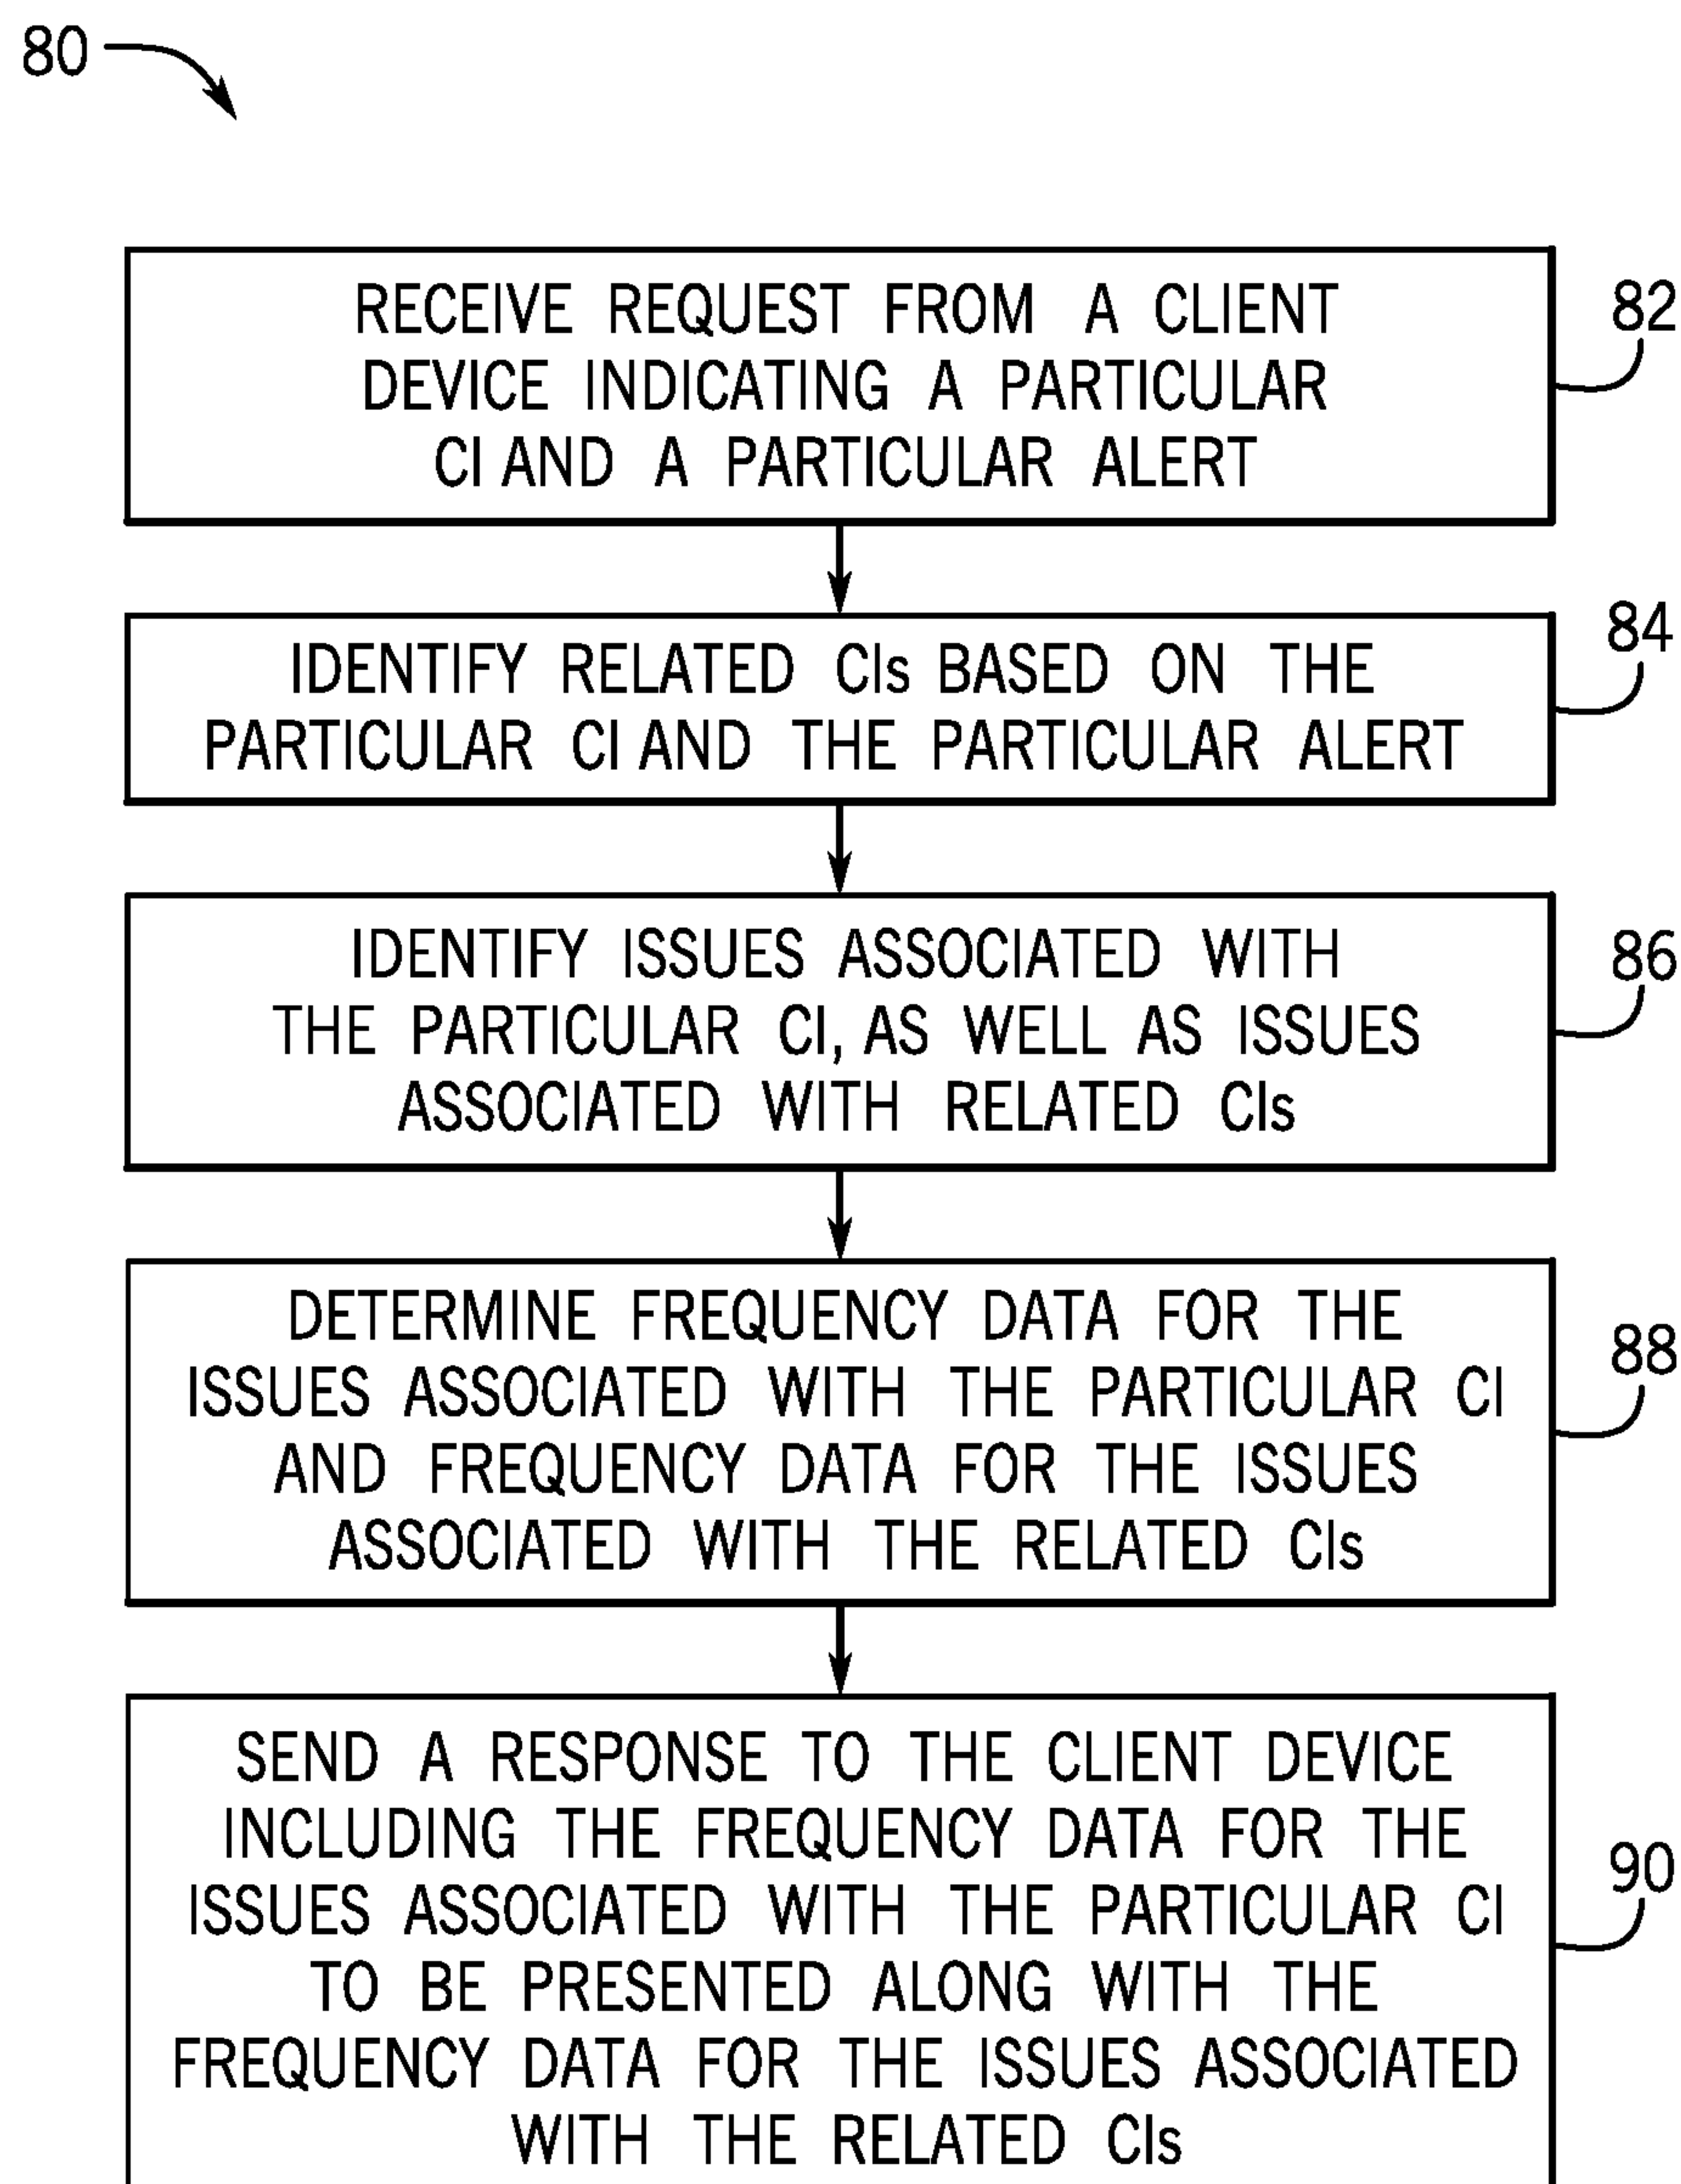 80
RECEIVE REQUEST FROM A CLIENT
DEVICE INDICATING A PARTICULAR
CI AND A PARTICULAR ALERT
82
IDENTIFY RELATED CIs BASED ON THE
PARTICULAR CI AND THE PARTICULAR ALERT
84
IDENTIFY ISSUES ASSOCIATED WITH
THE PARTICULAR CI, AS WELL AS ISSUES
ASSOCIATED WITH RELATED CIs
86
DETERMINE FREQUENCY DATA FOR THE
ISSUES ASSOCIATED WITH THE PARTICULAR CI
AND FREQUENCY DATA FOR THE ISSUES
ASSOCIATED WITH THE RELATED CIs
88
SEND A RESPONSE TO THE CLIENT DEVICE
INCLUDING THE FREQUENCY DATA FOR THE
ISSUES ASSOCIATED WITH THE PARTICULAR CI
TO BE PRESENTED ALONG WITH THE
FREQUENCY DATA FOR THE ISSUES ASSOCIATED
WITH THE RELATED CIs
90